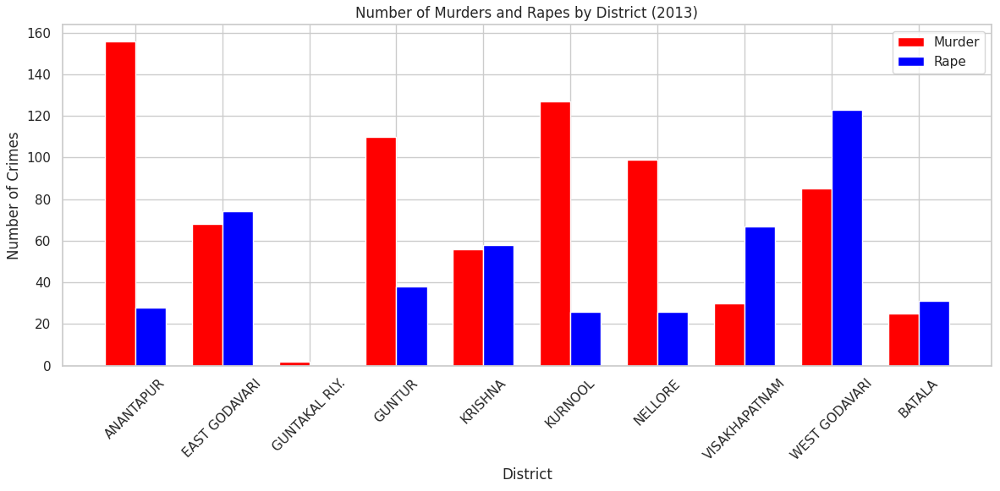 Number of Murders and Rapes by District (2013)
Murder
Rape
Number of Crimes
160
140
120
100
80
60
40
20
0
ANANTAPUR
EAST GODAVARI
GUNTAKAL RLY.
GUNTUR
KRISHNA
KURNOOL
NELLORE
VISAKHAPATNAM
WEST GODAVARI
BATALA
District